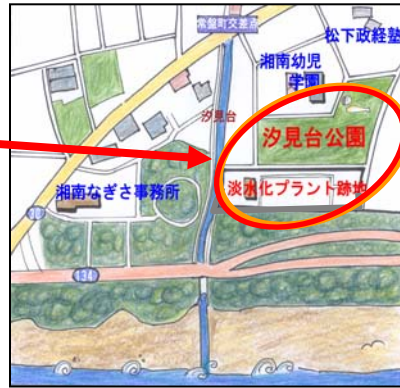 常盤町交差点
松下政経塾
湘南幼児
学園
汐見台
汐見台公園
淡水化プラント跡地
湘南なぎさ事務所
30
134